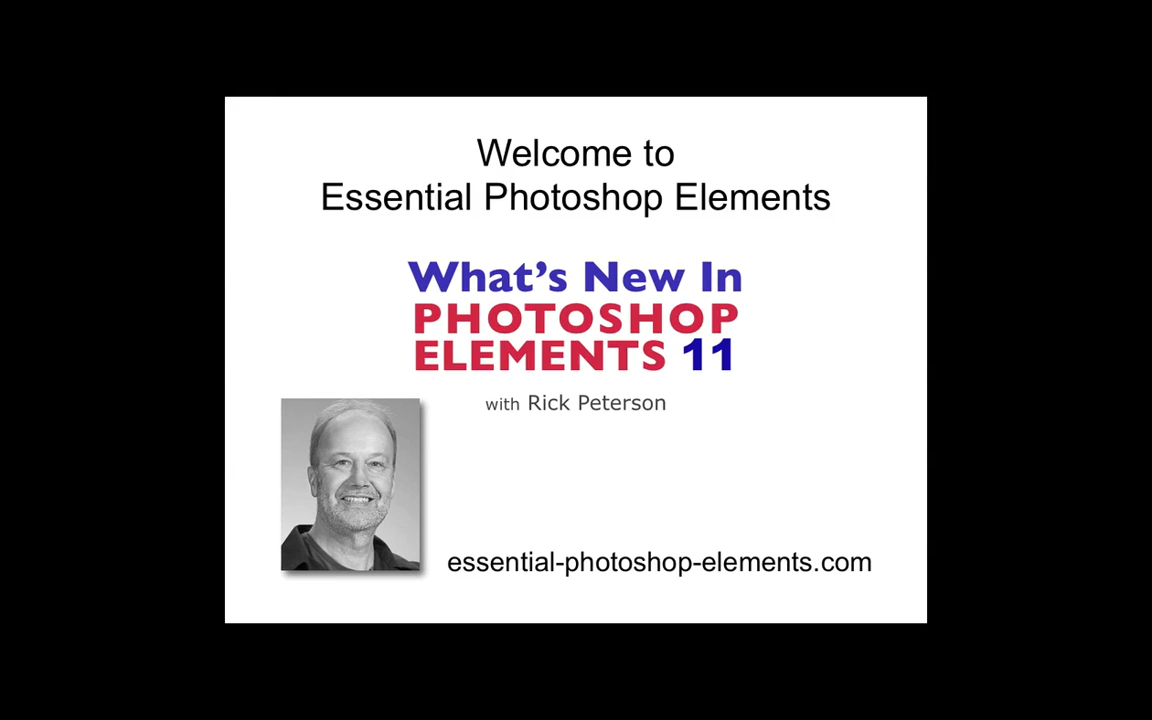 Welcome to
Essential Photoshop Elements
What's New In
PHOTOSHOP
ELEMENTS 11
with Rick Peterson
essential-photoshop-elements.com